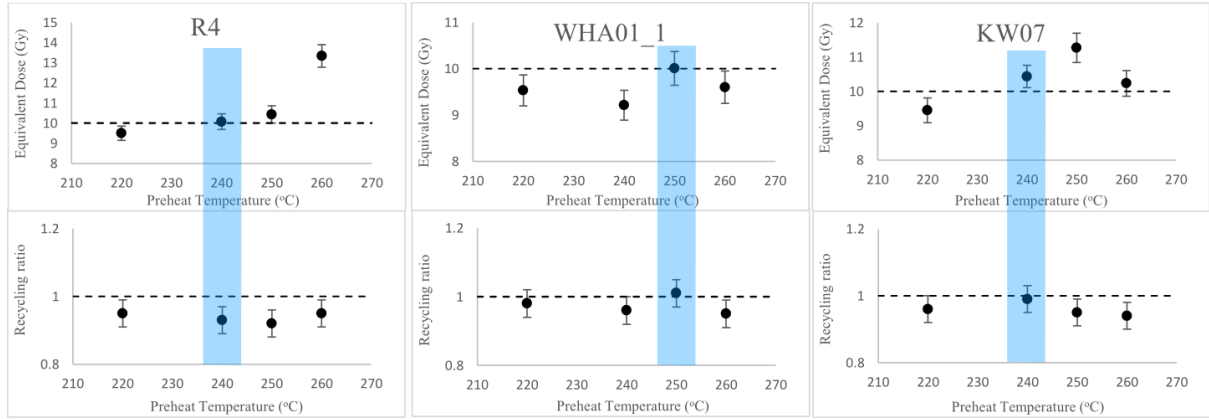 R4
Equivalent Dose (Gy)
15
14
13
12
11
10
9
8
210 220 230 240 250 260 270
Preheat Temperature (°C)
WHA01_1
Equivalent Dose (Gy)
11
10
9
8
210 220 230 240 250 260 270
Preheat Temperature (°C)
KW07
Equivalent Dose (Gy)
12
11
10
9
8
210 220 230 240 250 260 270
Preheat Temperature (°C)
Recycling ratio
1.2
1
0.8
210 220 230 240 250 260 270
Preheat Temperature (°C)
Recycling ratio
1.2
1
0.8
210 220 230 240 250 260 270
Preheat Temperature (°C)
Recycling ratio
1.2
1
0.8
210 220 230 240 250 260 270
Preheat Temperature (°C)